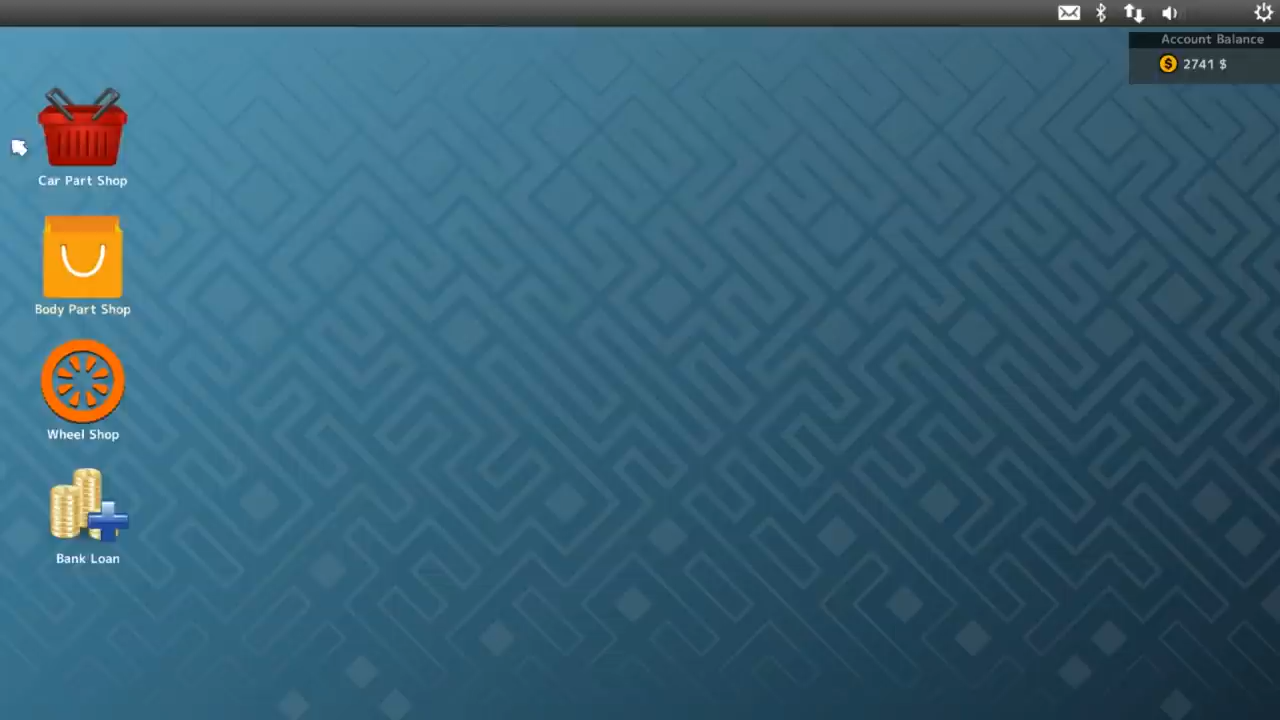 Account Balance
2741 $
Car Part Shop
Body Part Shop
Wheel Shop
Bank Loan